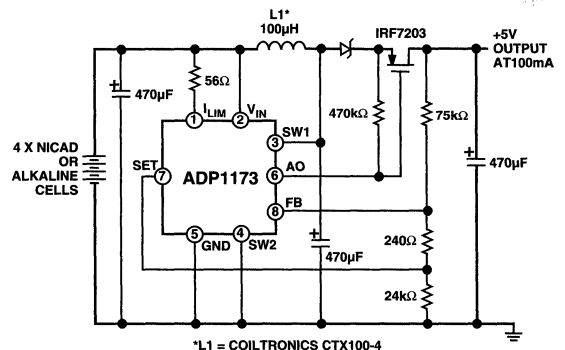 L1*
100µH
IRF7203
+5V
OUTPUT
AT100mA
56Ω
+
470µF
ILIM
VIN
1
2
470kΩ
75kΩ
4 X NICAD
OR
ALKALINE
CELLS
SET
7
ADP1173
3
SW1
6
AO
8
FB
+
470µF
5
GND
4
SW2
+
470µF
240Ω
24kΩ
*L1 = COILTRONICS CTX100-4